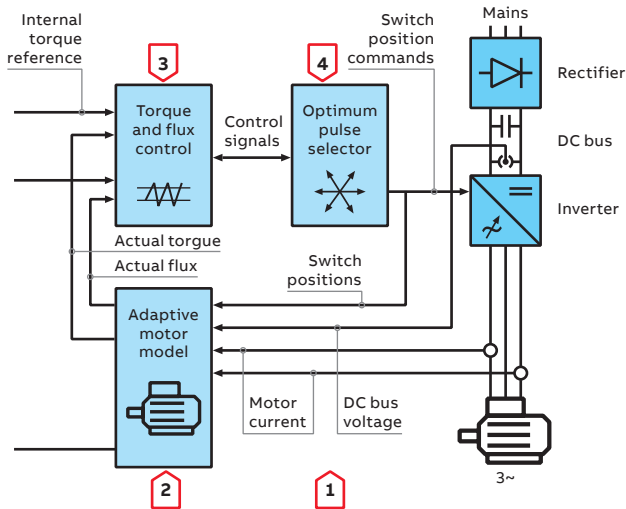 Internal
torque
reference
Switch
position
commands
Mains
3
4
Rectifier
Torque
and flux
control
Control
signals
Optimum
pulse
selector
DC bus
Inverter
Actual torgue
Actual flux
Switch
positions
Adaptive
motor
model
Motor
current
DC bus
voltage
2
1
3~